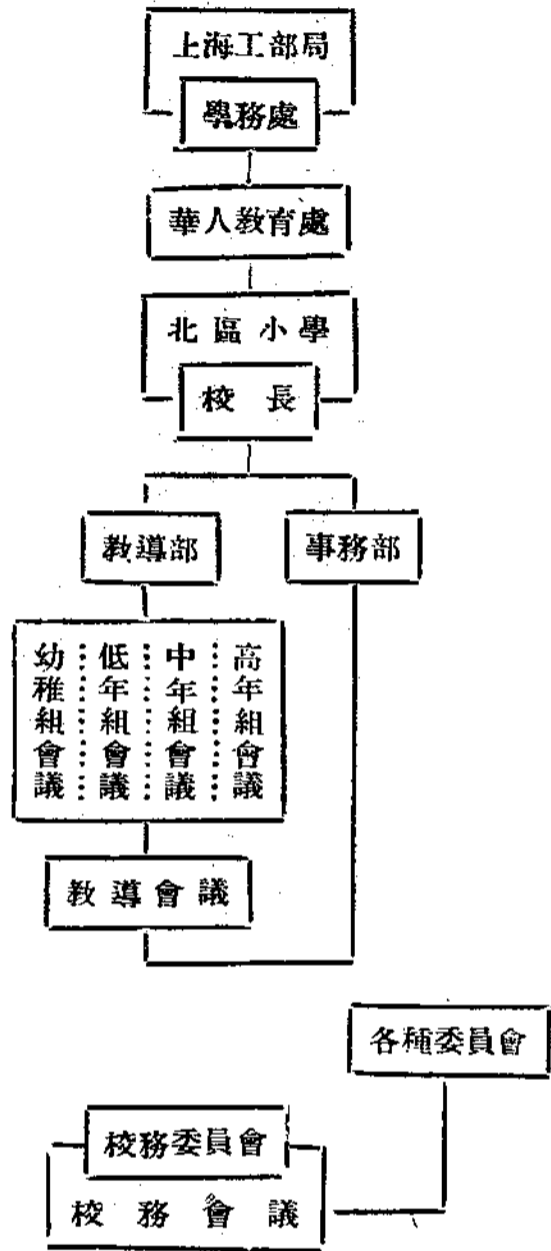 上海工部局
學務處
華人教育處
北區小學
校長
教導部
事務部
高年組會議
中年組會議
低年組會議
幼稚組會議
教導會議
各種委員會
校務委員會
校務會議